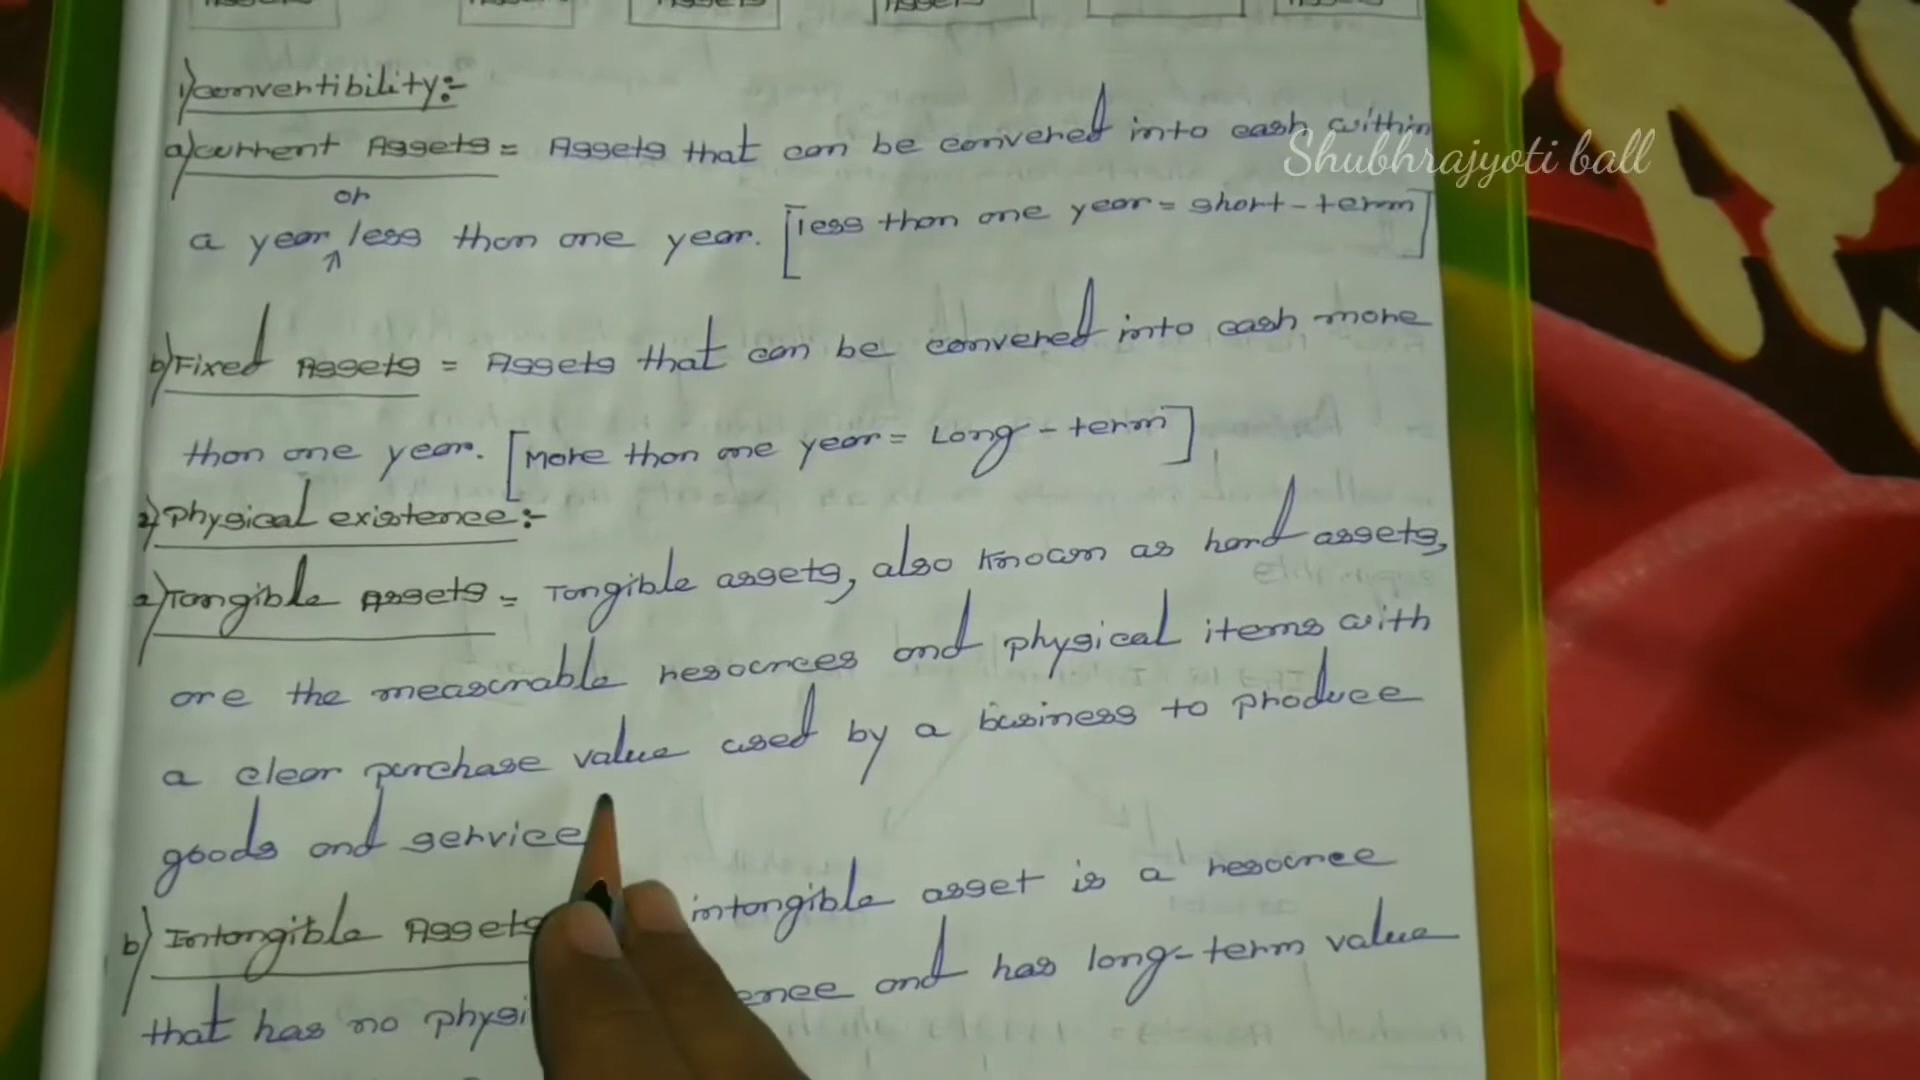 1) convertibility:-
a) current Assets = Assets that can be convered into cash within
or
a year less than one year. [less than one year = short-term]
b) Fixed Assets = Assets that can be convered into cash more
than one year. [More than one year = Long-term]
2) Physical existence:-
a) Tangible Assets = Tangible assets, also known as hard assets,
are the measurable resources and physical items with
a clear purchase value used by a business to produce
goods and service
b) Intangible Assets intangible asset is a resource
that has no physi ence and has long-term value
Shubhrajyoti ball